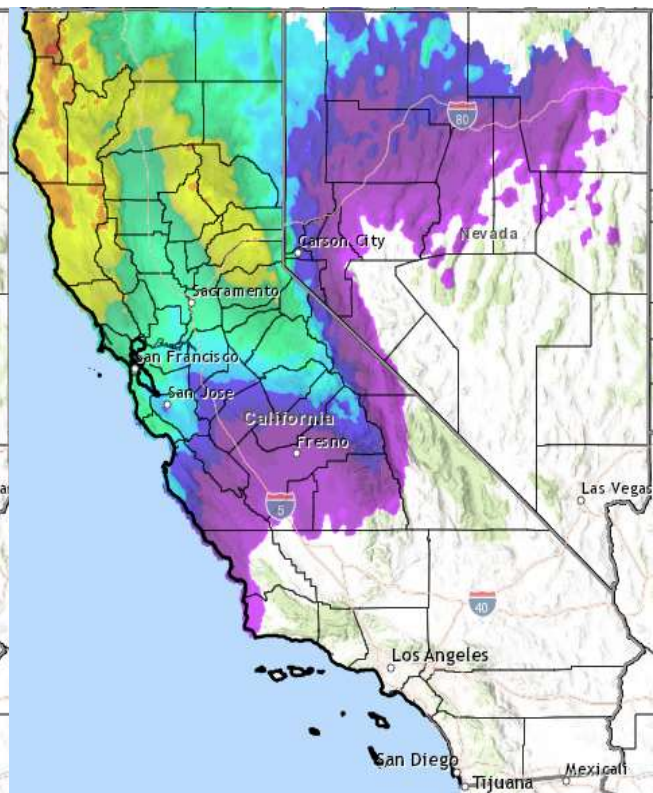 80
Nevada
Carson City
Sacramento
San Francisco
San Jose
California
Fresno
5
Las Vegas
40
Los Angeles
San Diego
Tijuana
Mexicali